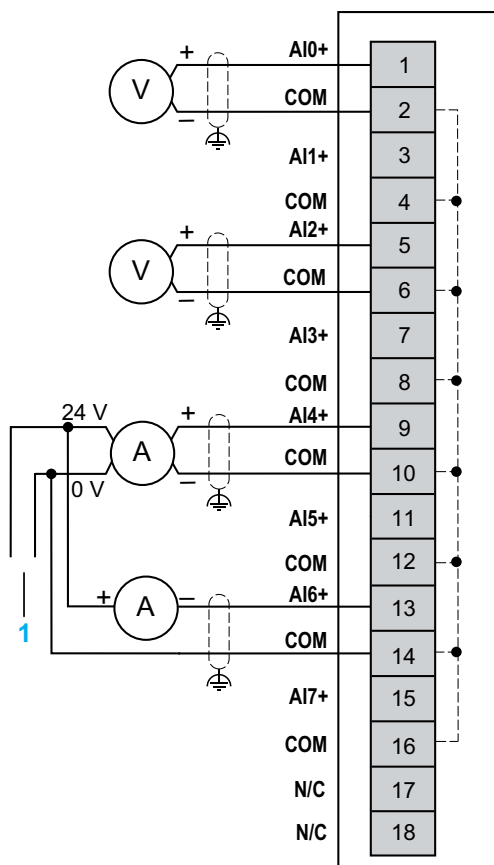 AI0+ 1
+
V
COM 2
–
AI1+ 3
COM 4
AI2+ 5
+
V
COM 6
–
AI3+ 7
COM 8
24 V + AI4+ 9
A
COM 10
0 V –
AI5+ 11
COM 12
+ A – AI6+ 13
1
COM 14
AI7+ 15
COM 16
N/C 17
N/C 18